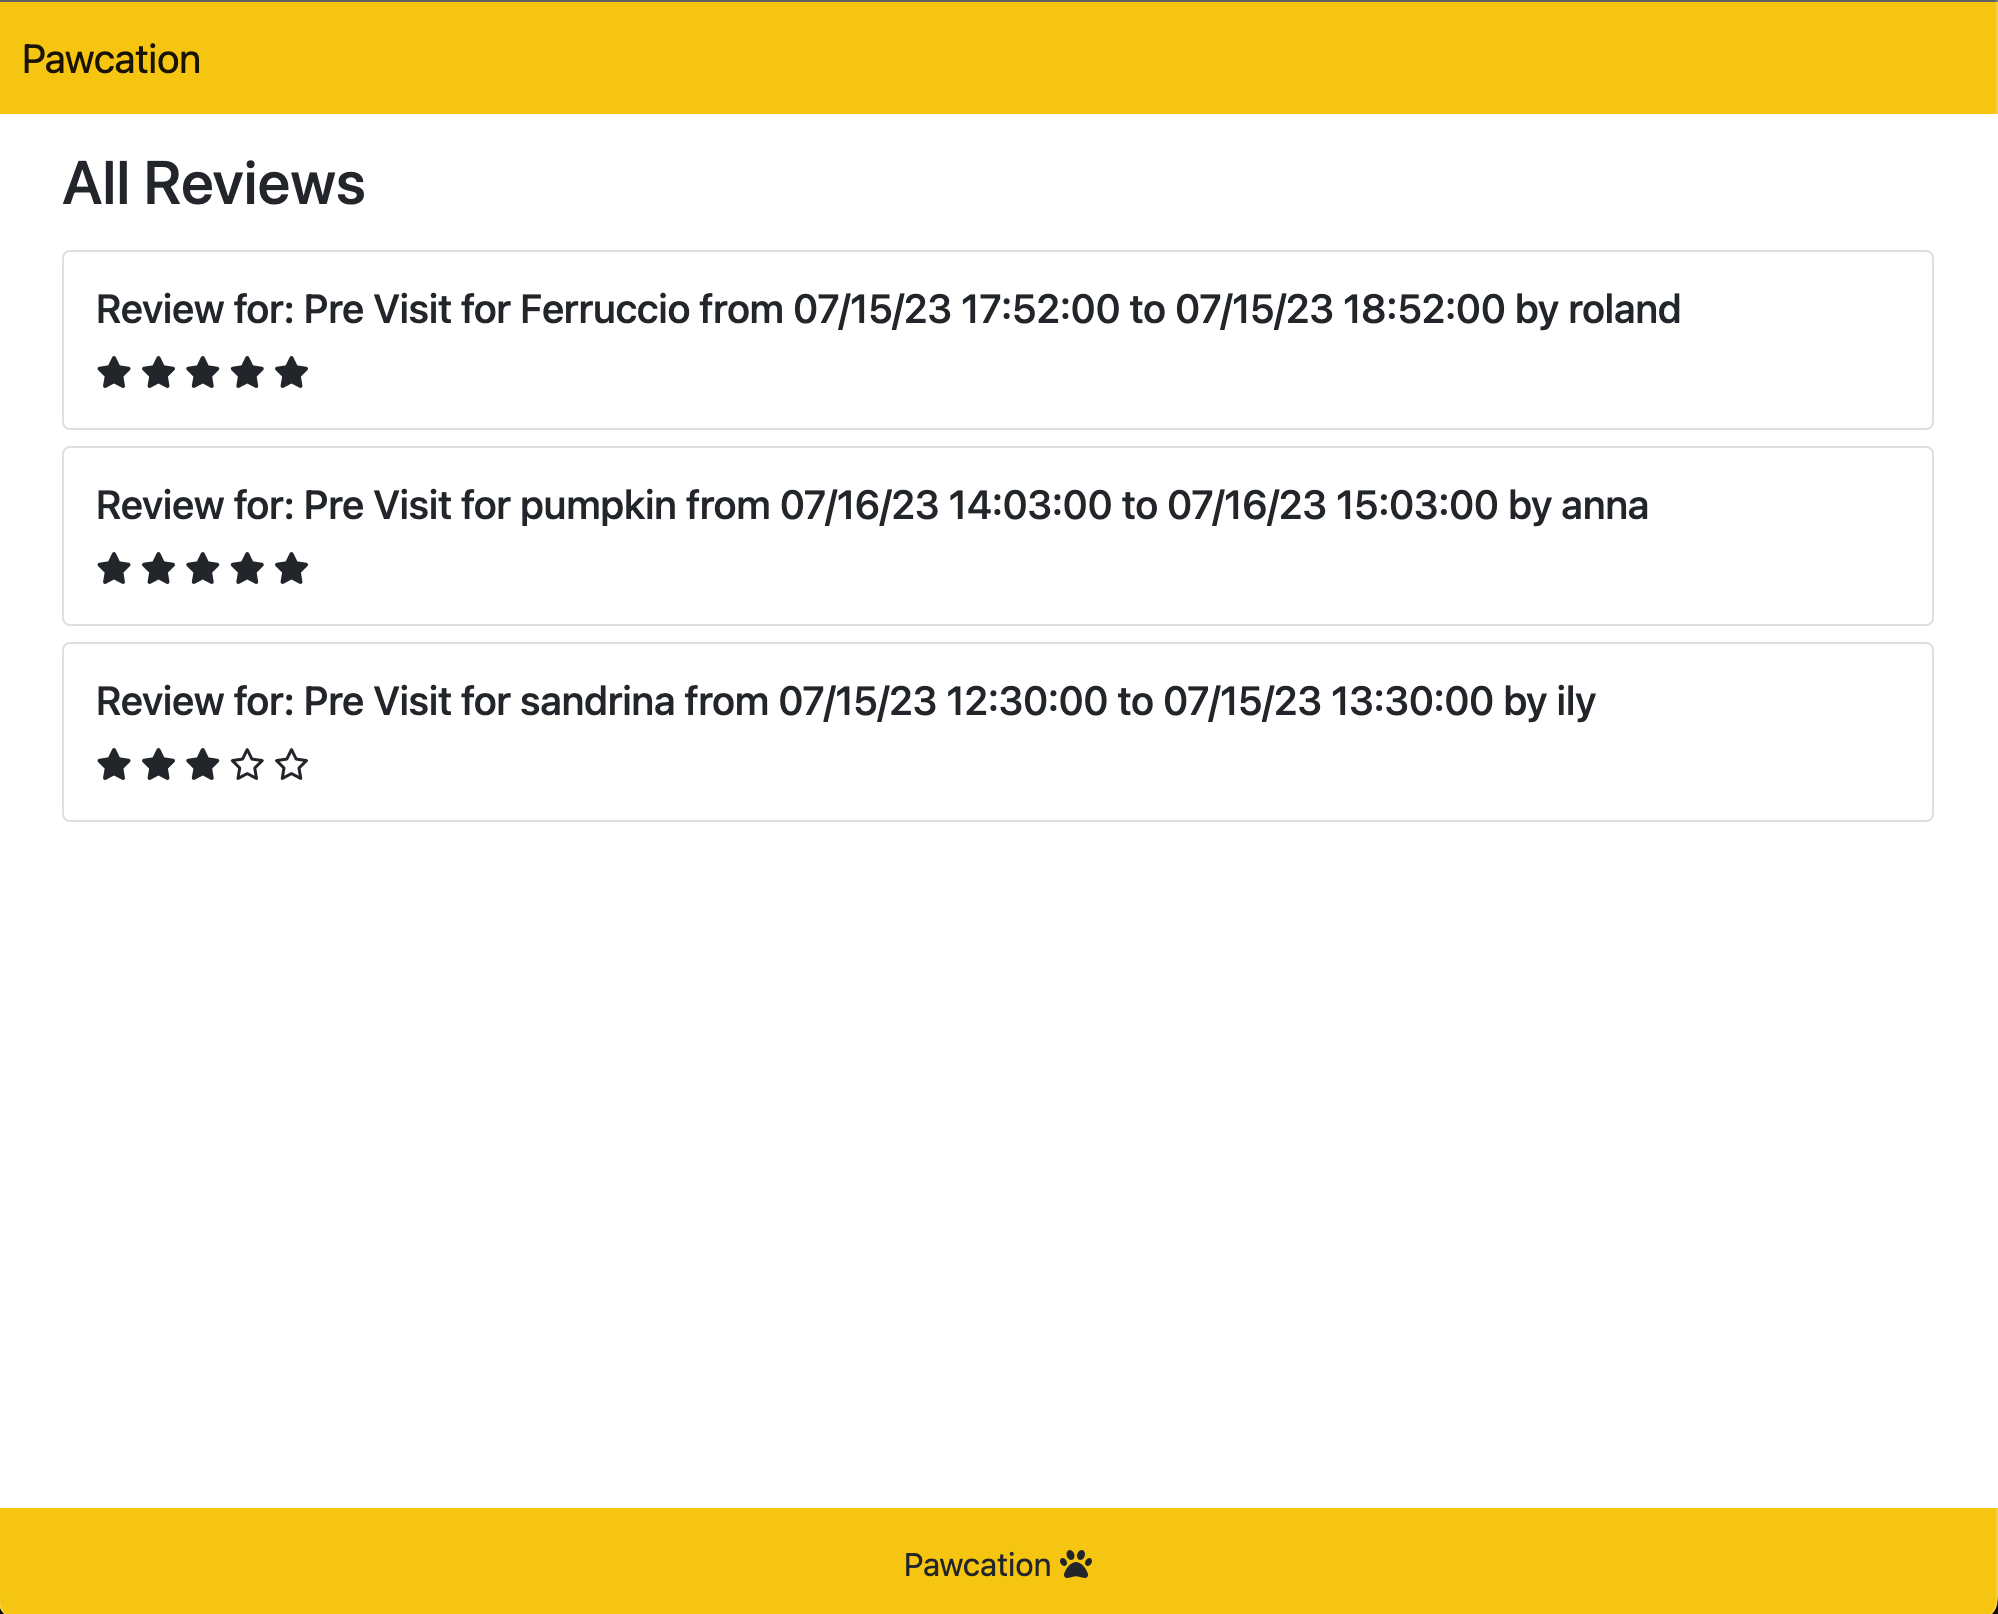 Pawcation
All Reviews
Review for: Pre Visit for Ferruccio from 07/15/23 17:52:00 to 07/15/23 18:52:00 by roland
Review for: Pre Visit for pumpkin from 07/16/23 14:03:00 to 07/16/23 15:03:00 by anna
Review for: Pre Visit for sandrina from 07/15/23 12:30:00 to 07/15/23 13:30:00 by ily
Pawcation